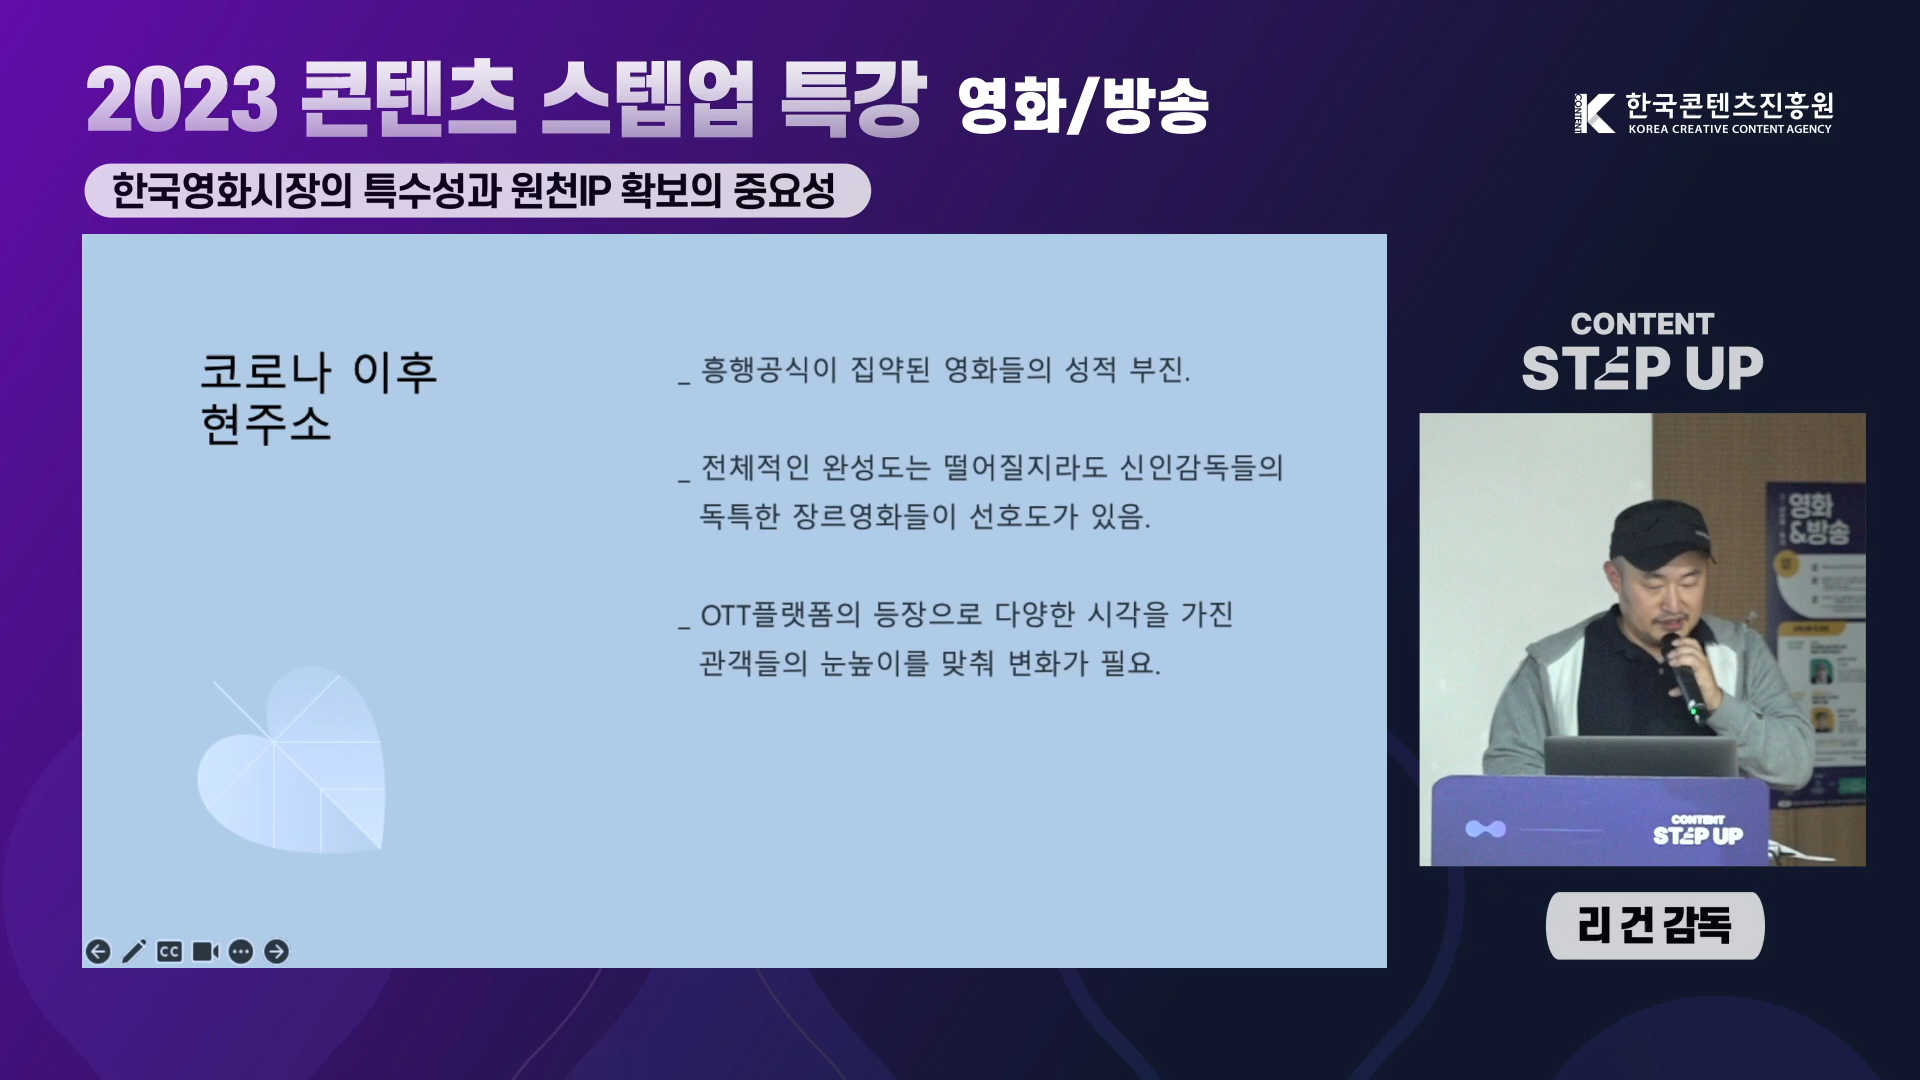 2023 콘텐츠 스텝업 특강 영화/방송
한국영화시장의 특수성과 원천IP 확보의 중요성
CONTENT
K 한국콘텐츠진흥원
KOREA CREATIVE CONTENT AGENCY
코로나 이후
현주소
_ 흥행공식이 집약된 영화들의 성적 부진.
_ 전체적인 완성도는 떨어질지라도 신인감독들의
독특한 장르영화들이 선호도가 있음.
_ OTT플랫폼의 등장으로 다양한 시각을 가진
관객들의 눈높이를 맞춰 변화가 필요.
CC
CONTENT
STEP UP
영화
&방송
CONTENT
STEP UP
리 건 감독